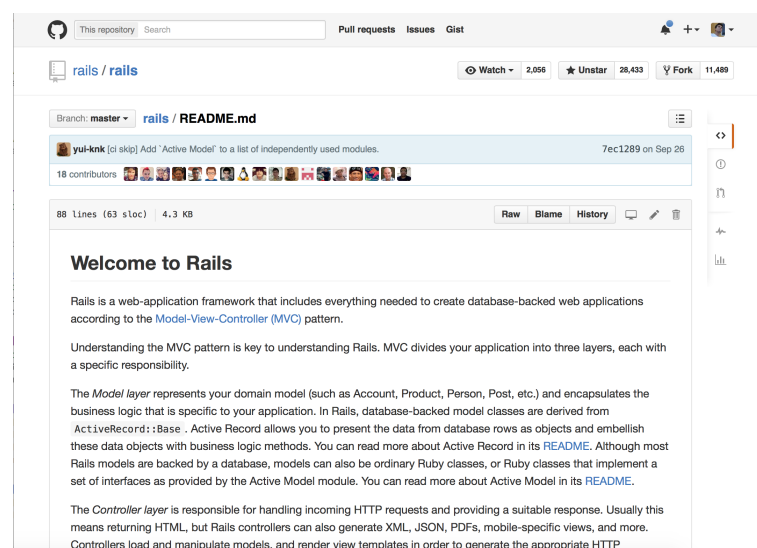 This repository Search Pull requests Issues Gist
rails / rails Watch 2,056 Unstar 28,433 Fork 11,489
Branch: master rails / README.md
yui-knk [ci skip] Add `Active Model` to a list of independently used modules. 7ec1289 on Sep 26
18 contributors
88 lines (63 sloc) 4.3 KB Raw Blame History
Welcome to Rails
Rails is a web-application framework that includes everything needed to create database-backed web applications
according to the Model-View-Controller (MVC) pattern.
Understanding the MVC pattern is key to understanding Rails. MVC divides your application into three layers, each with
a specific responsibility.
The Model layer represents your domain model (such as Account, Product, Person, Post, etc.) and encapsulates the
business logic that is specific to your application. In Rails, database-backed model classes are derived from
ActiveRecord::Base . Active Record allows you to present the data from database rows as objects and embellish
these data objects with business logic methods. You can read more about Active Record in its README. Although most
Rails models are backed by a database, models can also be ordinary Ruby classes, or Ruby classes that implement a
set of interfaces as provided by the Active Model module. You can read more about Active Model in its README.
The Controller layer is responsible for handling incoming HTTP requests and providing a suitable response. Usually this
means returning HTML, but Rails controllers can also generate XML, JSON, PDFs, mobile-specific views, and more.
Controllers load and manipulate models, and render view templates in order to generate the appropriate HTTP